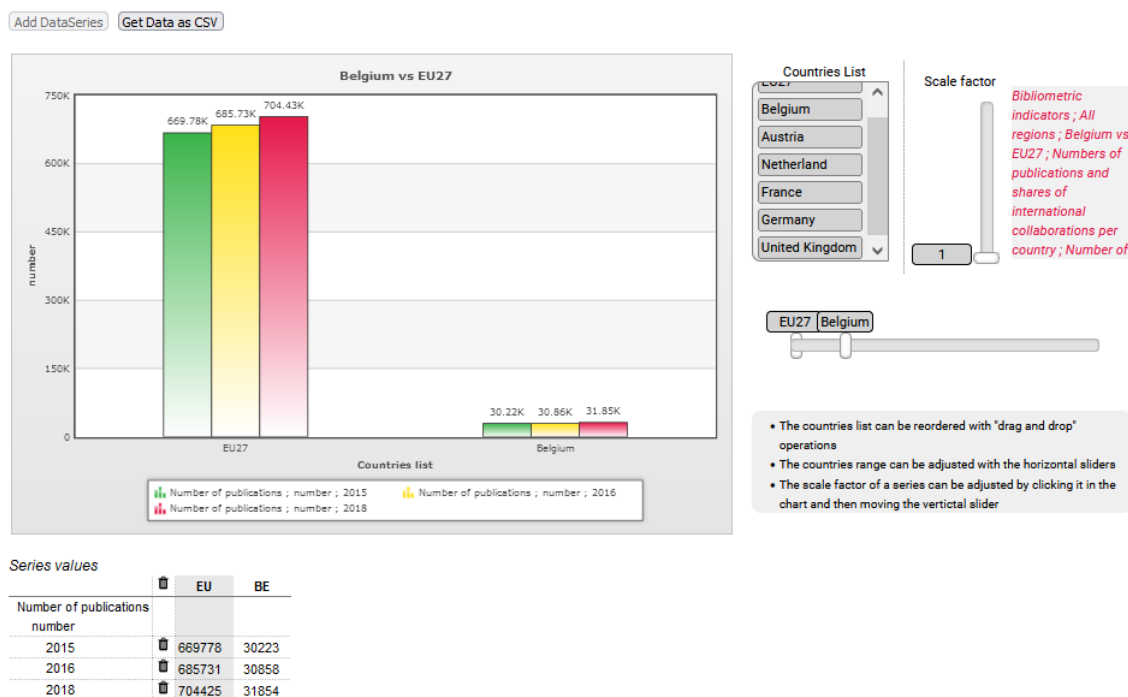 Add DataSeries Get Data as CSV
Belgium vs EU27
750K
600K
450K
300K
150K
0
number
669.78K 685.73K 704.43K
30.22K 30.86K 31.85K
EU27 Belgium
Countries list
Number of publications ; number ; 2015 Number of publications ; number ; 2016
Number of publications ; number ; 2018
Countries List
EU27
Belgium
Austria
Netherland
France
Germany
United Kingdom
Scale factor
1
Bibliometric
indicators ; All
regions ; Belgium vs
EU27 ; Numbers of
publications and
shares of
international
collaborations per
country ; Number of
EU27 Belgium
• The countries list can be reordered with "drag and drop"
operations
• The countries range can be adjusted with the horizontal sliders
• The scale factor of a series can be adjusted by clicking it in the
chart and then moving the vertictal slider
Series values
EU BE
Number of publications
number
2015 669778 30223
2016 685731 30858
2018 704425 31854